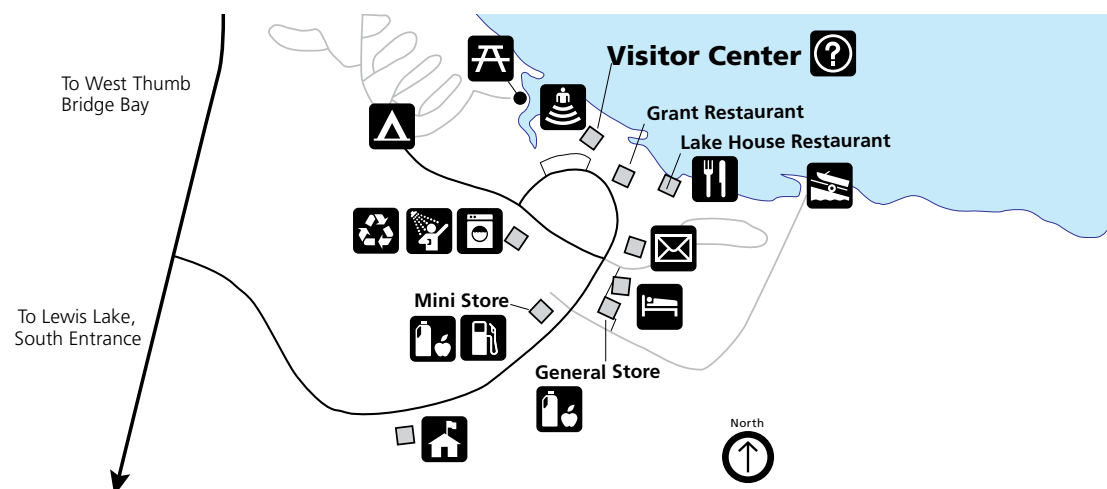 To West Thumb
Bridge Bay
Visitor Center
?
Grant Restaurant
Lake House Restaurant
Mini Store
To Lewis Lake,
South Entrance
General Store
North